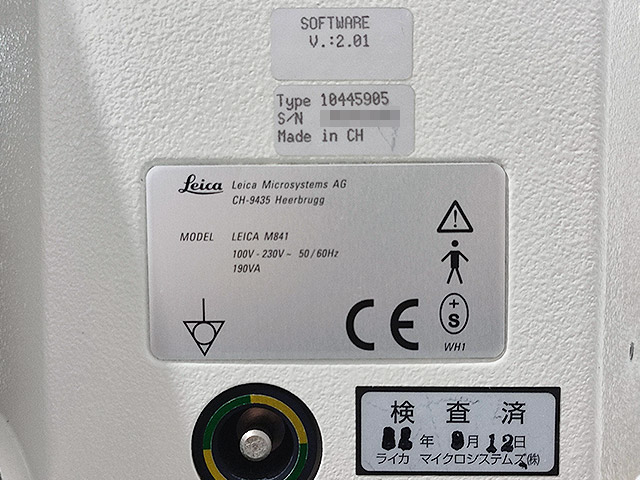 SOFTWARE
V.:2.01
Type 10445905
S/N
Made in CH
Leica Leica Microsystems AG
CH-9435 Heerbrugg
MODEL LEICA M841
100V - 230V ~ 50/60Hz
190VA
CE
+
S
WH1
検査済
年 9月12日
ライカ マイクロシステムズ(株)